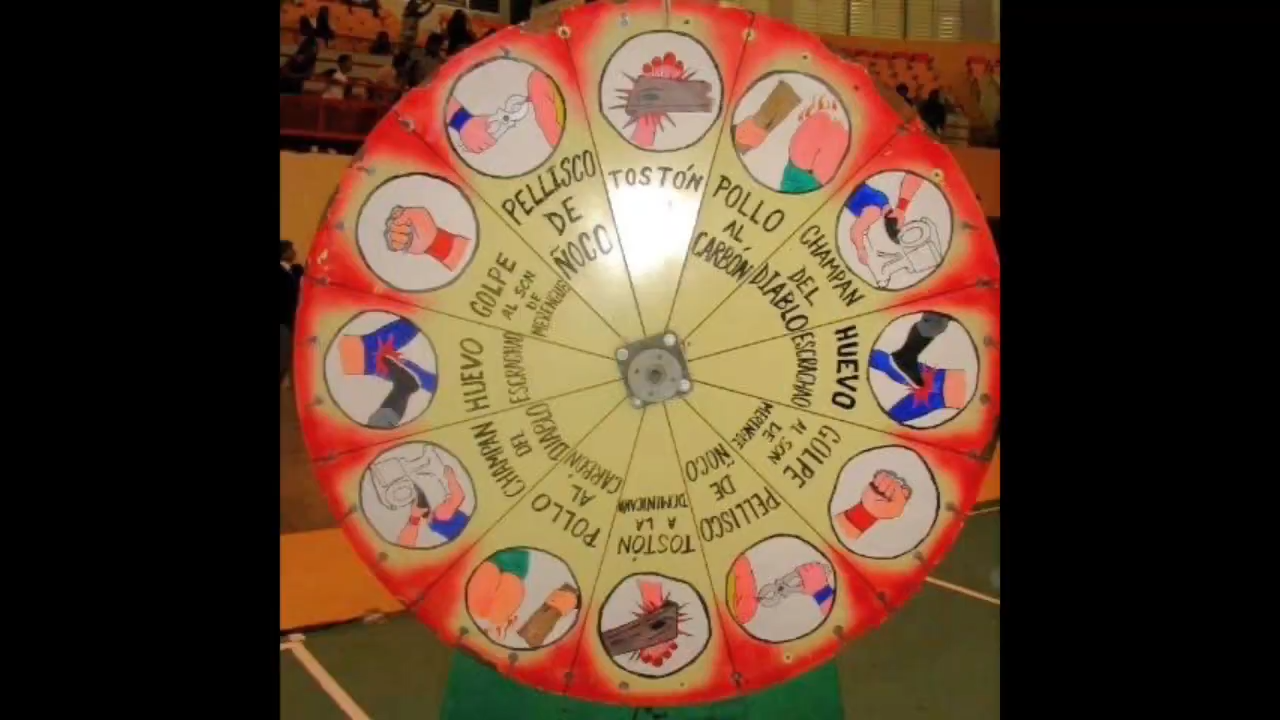 TOSTÓN
POLLO
AL
CARBÓN
CHAMPAN
DEL
DIABLO
HUEVO
ESCRACHAO
GOLPE
AL SON
DE
MERENGUE
PELLISCO
DE
ÑOCO
TOSTÓN
A LA
DOMINICANA
POLLO
AL
CARBÓN
CHAMPAN
DEL
DIABLO
HUEVO
ESCRACHAO
GOLPE
AL SON
DE
MERENGUE
PELLISCO
DE
ÑOCO